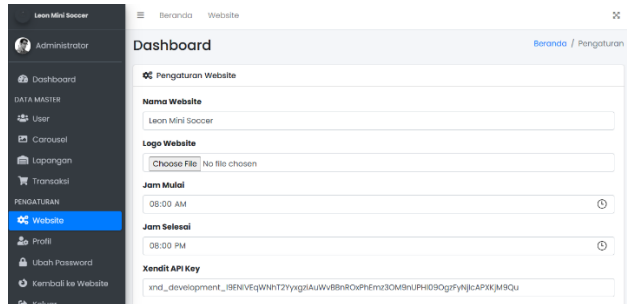 Leon Mini Soccer
Beranda Website
Administrator
Dashboard
Beranda / Pengaturan
Dashboard
DATA MASTER
User
Carousel
Lapangan
Transaksi
PENGATURAN
Website
Profil
Ubah Password
Kembali ke Website
Keluar
Pengaturan Website
Nama Website
Leon Mini Soccer
Logo Website
Choose File No file chosen
Jam Mulai
08:00 AM
Jam Selesai
08:00 PM
Xendit API Key